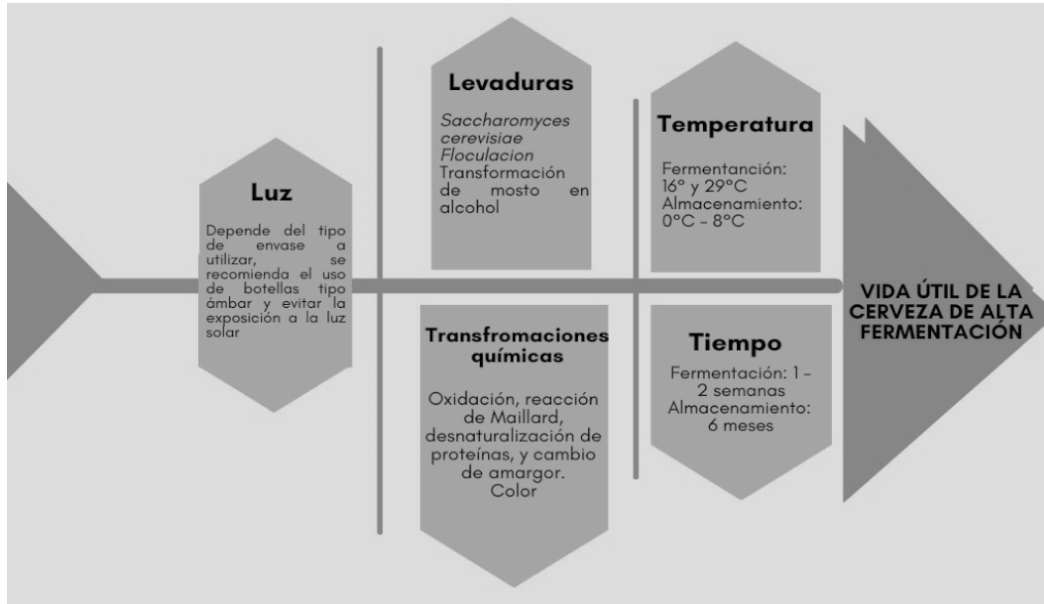 Luz
Depende del tipo
de envase a
utilizar, se
recomienda el uso
de botellas tipo
ámbar y evitar la
exposición a la luz
solar
Levaduras
Saccharomyces
cerevisiae
Floculacion
Transformación
de mosto en
alcohol
Transfromaciones
químicas
Oxidación, reacción
de Maillard,
desnaturalización de
proteínas, y cambio
de amargor.
Color
Temperatura
Fermentanción:
16° y 29°C
Almacenamiento:
0°C - 8°C
Tiempo
Fermentación: 1 -
2 semanas
Almacenamiento:
6 meses
VIDA ÚTIL DE LA
CERVEZA DE ALTA
FERMENTACIÓN